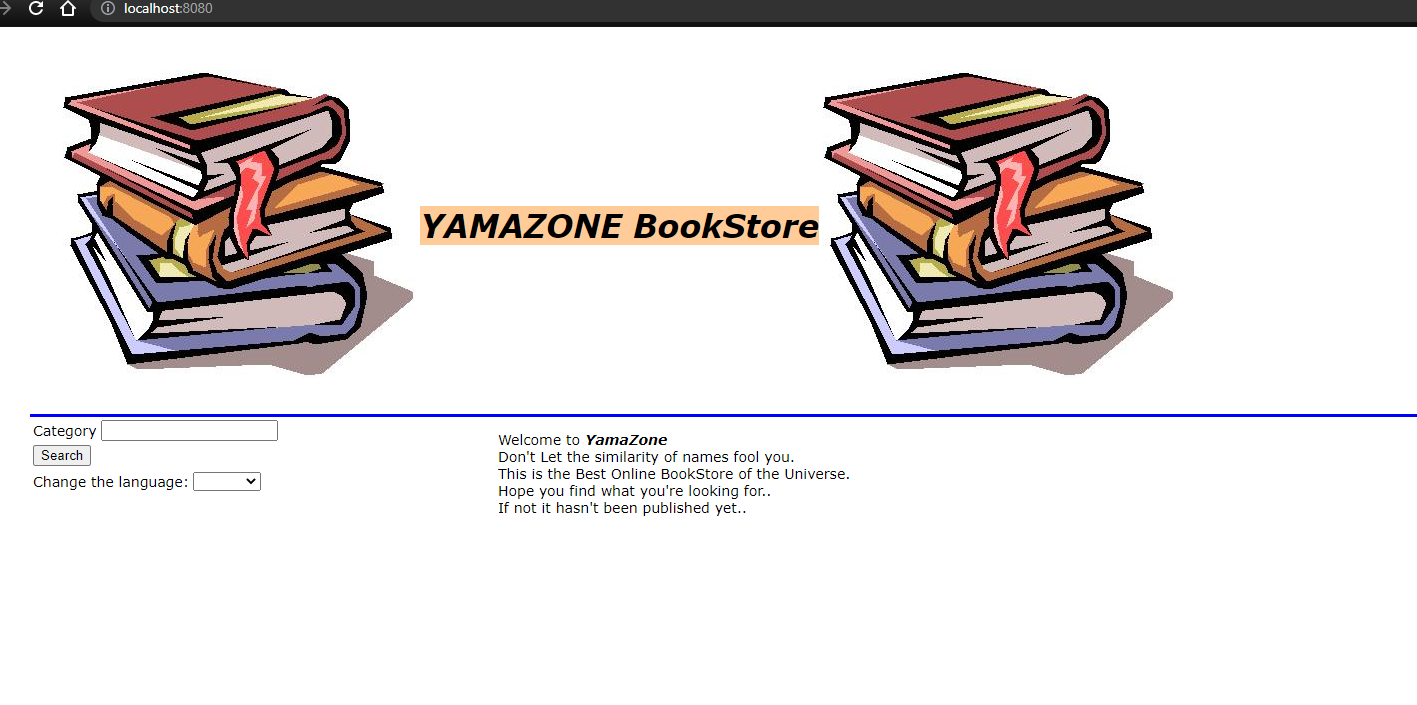 localhost:8080
YAMAZONE BookStore
Category
Search
Change the language:
Welcome to YamaZone
Don't Let the similarity of names fool you.
This is the Best Online BookStore of the Universe.
Hope you find what you're looking for..
If not it hasn't been published yet..